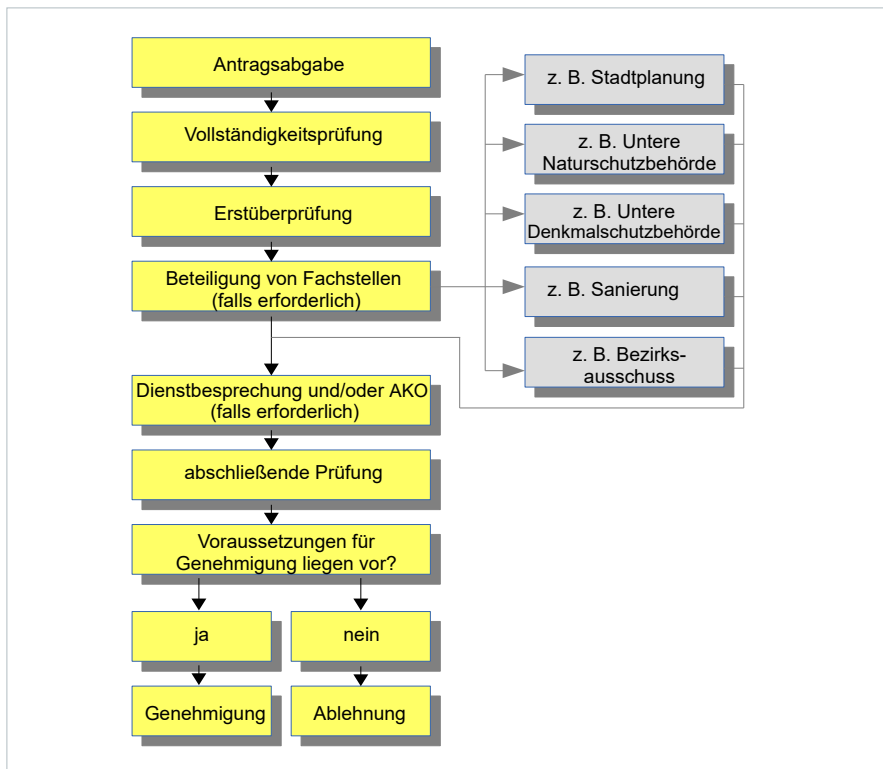 Antragsabgabe
Vollständigkeitsprüfung
Erstüberprüfung
Beteiligung von Fachstellen
(falls erforderlich)
z. B. Stadtplanung
z. B. Untere
Naturschutzbehörde
z. B. Untere
Denkmalschutzbehörde
z. B. Sanierung
z. B. Bezirks-
ausschuss
Dienstbesprechung und/oder AKO
(falls erforderlich)
abschließende Prüfung
Voraussetzungen für
Genehmigung liegen vor?
ja
nein
Genehmigung
Ablehnung